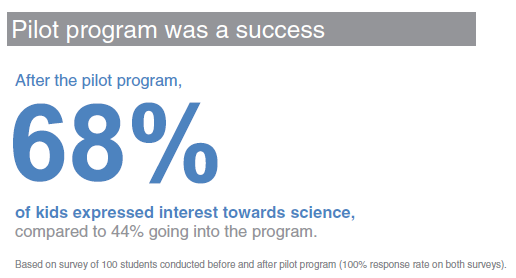 Pilot program was a success
After the pilot program,
68%
of kids expressed interest towards science,
compared to 44% going into the program.
Based on survey of 100 students conducted before and after pilot program (100% response rate on both surveys).